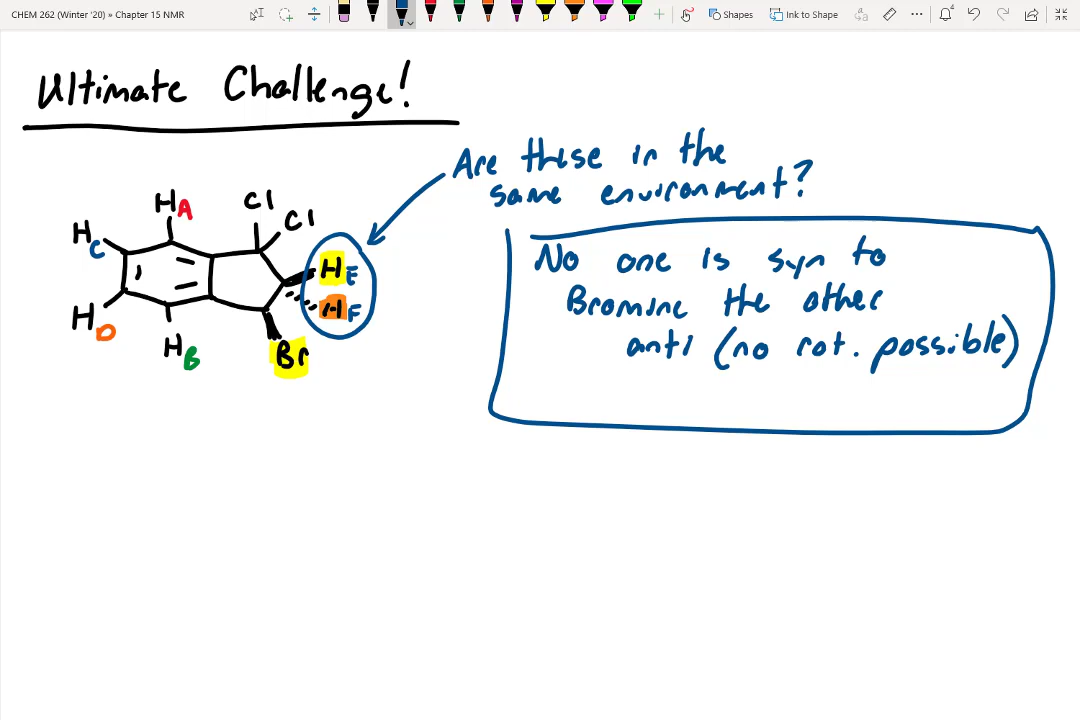 CHEM 262 (Winter '20) » Chapter 15 NMR
Shapes
Ink to Shape
Ultimate Challenge!
Are these in the
same environment?
No one is syn to
Bromine the other
anti (no rot. possible)
HA
Cl
Cl
HC
HE
HF
HD
HB
Br